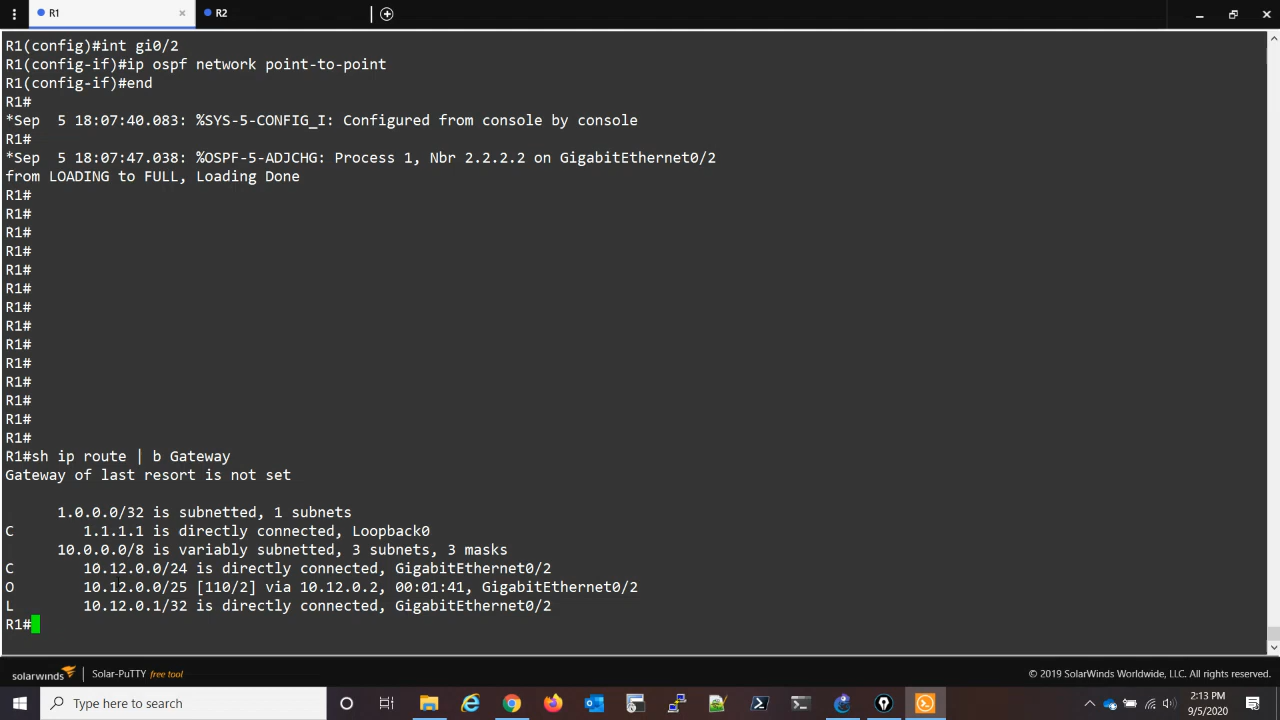 R1
R2
R1(config)#int gi0/2
R1(config-if)#ip ospf network point-to-point
R1(config-if)#end
R1#
*Sep  5 18:07:40.083: %SYS-5-CONFIG_I: Configured from console by console
R1#
*Sep  5 18:07:47.038: %OSPF-5-ADJCHG: Process 1, Nbr 2.2.2.2 on GigabitEthernet0/2
from LOADING to FULL, Loading Done
R1#
R1#
R1#
R1#
R1#
R1#
R1#
R1#
R1#
R1#
R1#
R1#
R1#
R1#
R1#sh ip route | b Gateway
Gateway of last resort is not set
1.0.0.0/32 is subnetted, 1 subnets
C        1.1.1.1 is directly connected, Loopback0
10.0.0.0/8 is variably subnetted, 3 subnets, 3 masks
C        10.12.0.0/24 is directly connected, GigabitEthernet0/2
O        10.12.0.0/25 [110/2] via 10.12.0.2, 00:01:41, GigabitEthernet0/2
L        10.12.0.1/32 is directly connected, GigabitEthernet0/2
R1#
solarwinds Solar-PuTTY free tool
© 2019 SolarWinds Worldwide, LLC. All rights reserved.
Type here to search
2:13 PM
9/5/2020